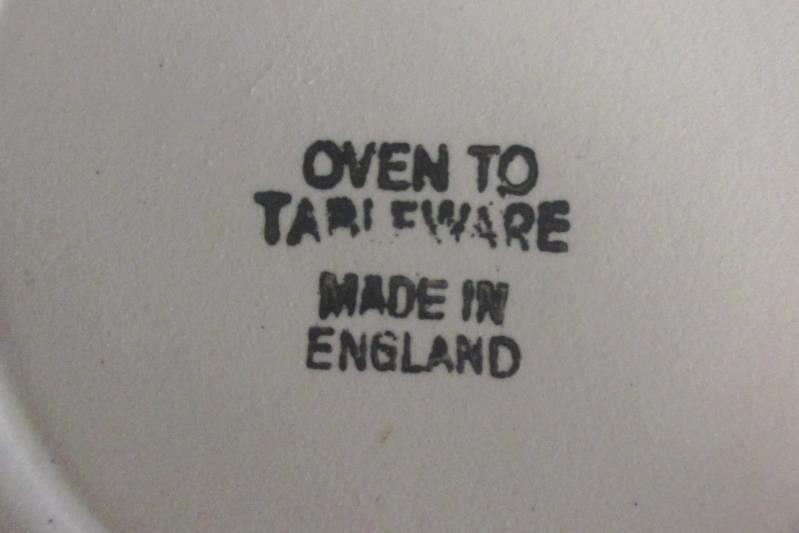 OVEN TO
TABLEWARE
MADE IN
ENGLAND